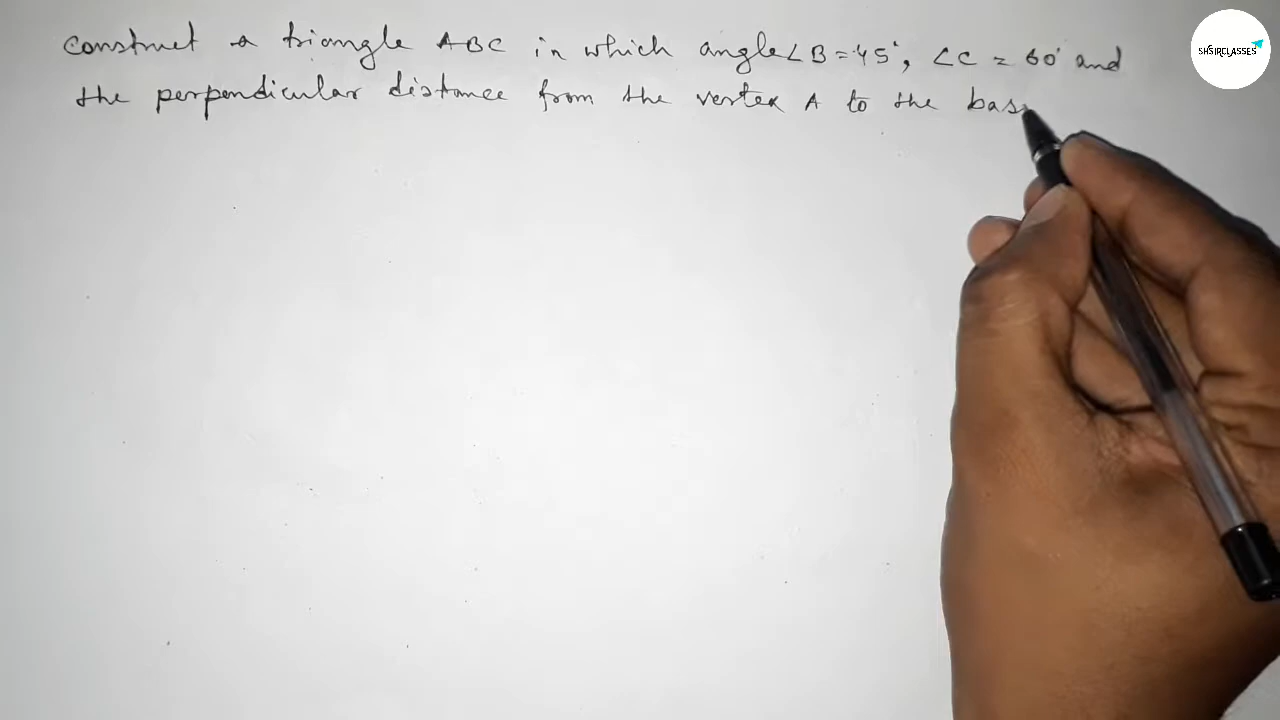 construct a triangle ABC in which angle ∠B = 45°, ∠C = 60° and
the perpendicular distance from the vertex A to the bas
SHSIRCLASSES